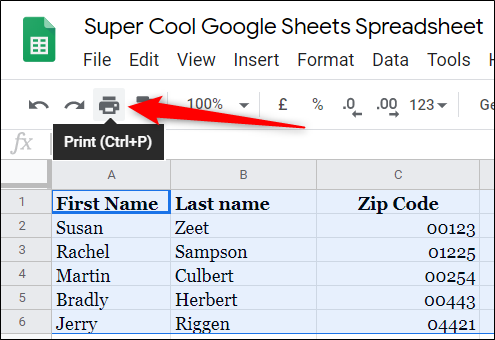 Super Cool Google Sheets Spreadsheet
File Edit View Insert Format Data Tools
100% £ % .0 .00 123
Print (Ctrl+P)
fx
A B C
1 First Name Last name Zip Code
2 Susan Zeet 00123
3 Rachel Sampson 01225
4 Martin Culbert 00254
5 Bradly Herbert 00443
6 Jerry Riggen 04421